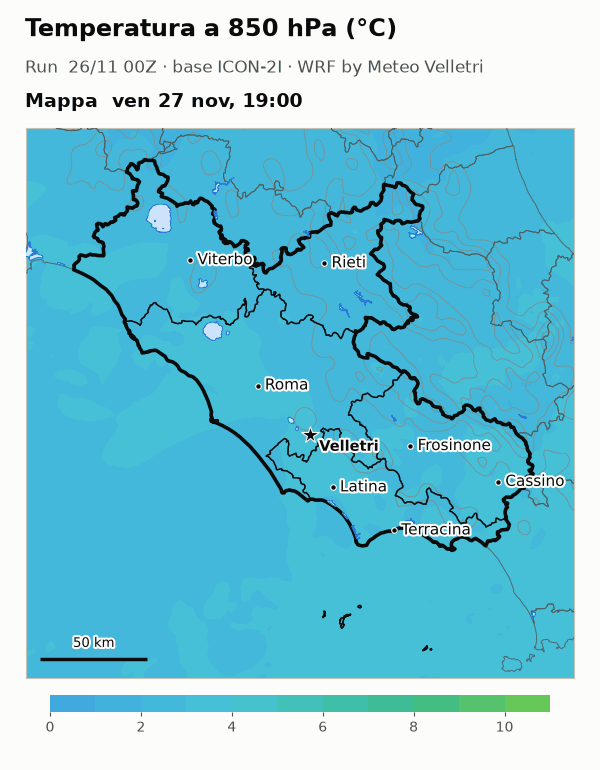 Temperatura a 850 hPa (°C)
Run  26/11 00Z · base ICON-2I · WRF by Meteo Velletri
Mappa  ven 27 nov, 19:00
Viterbo
Rieti
Roma
Velletri
Frosinone
Latina
Cassino
Terracina
50 km
0 2 4 6 8 10